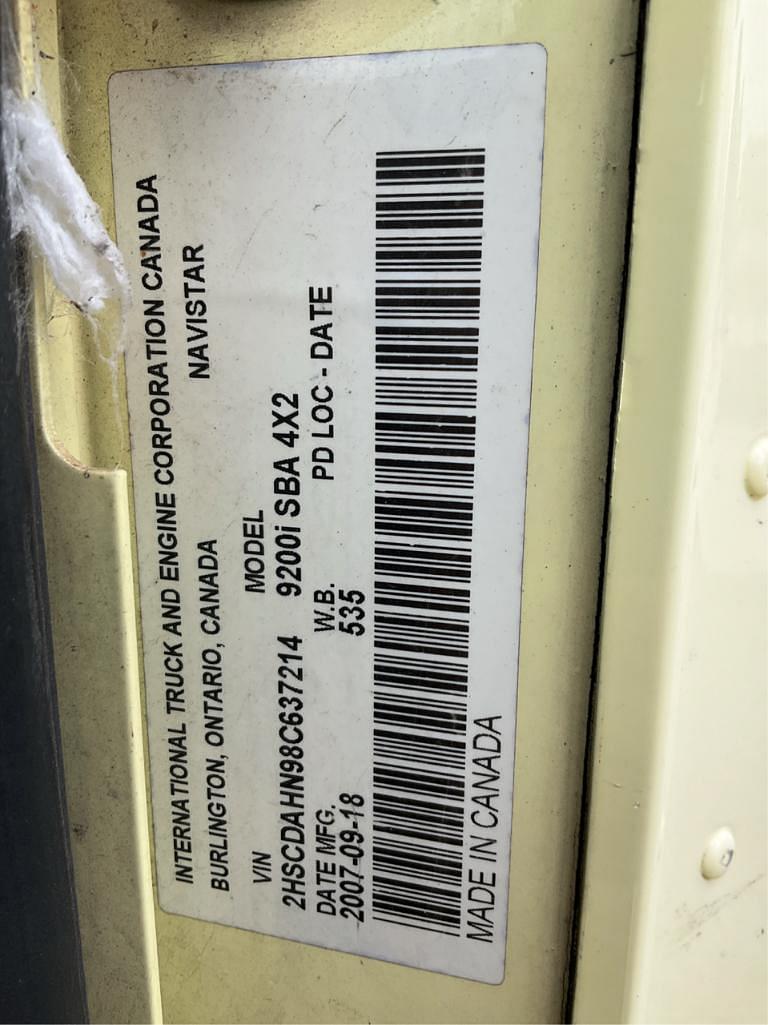 INTERNATIONAL TRUCK AND ENGINE CORPORATION CANADA
BURLINGTON, ONTARIO, CANADA NAVISTAR
VIN MODEL
2HSCDAHN98C637214 9200i SBA 4X2
DATE MFG. W.B. PD LOC - DATE
2007-09-18 535
MADE IN CANADA